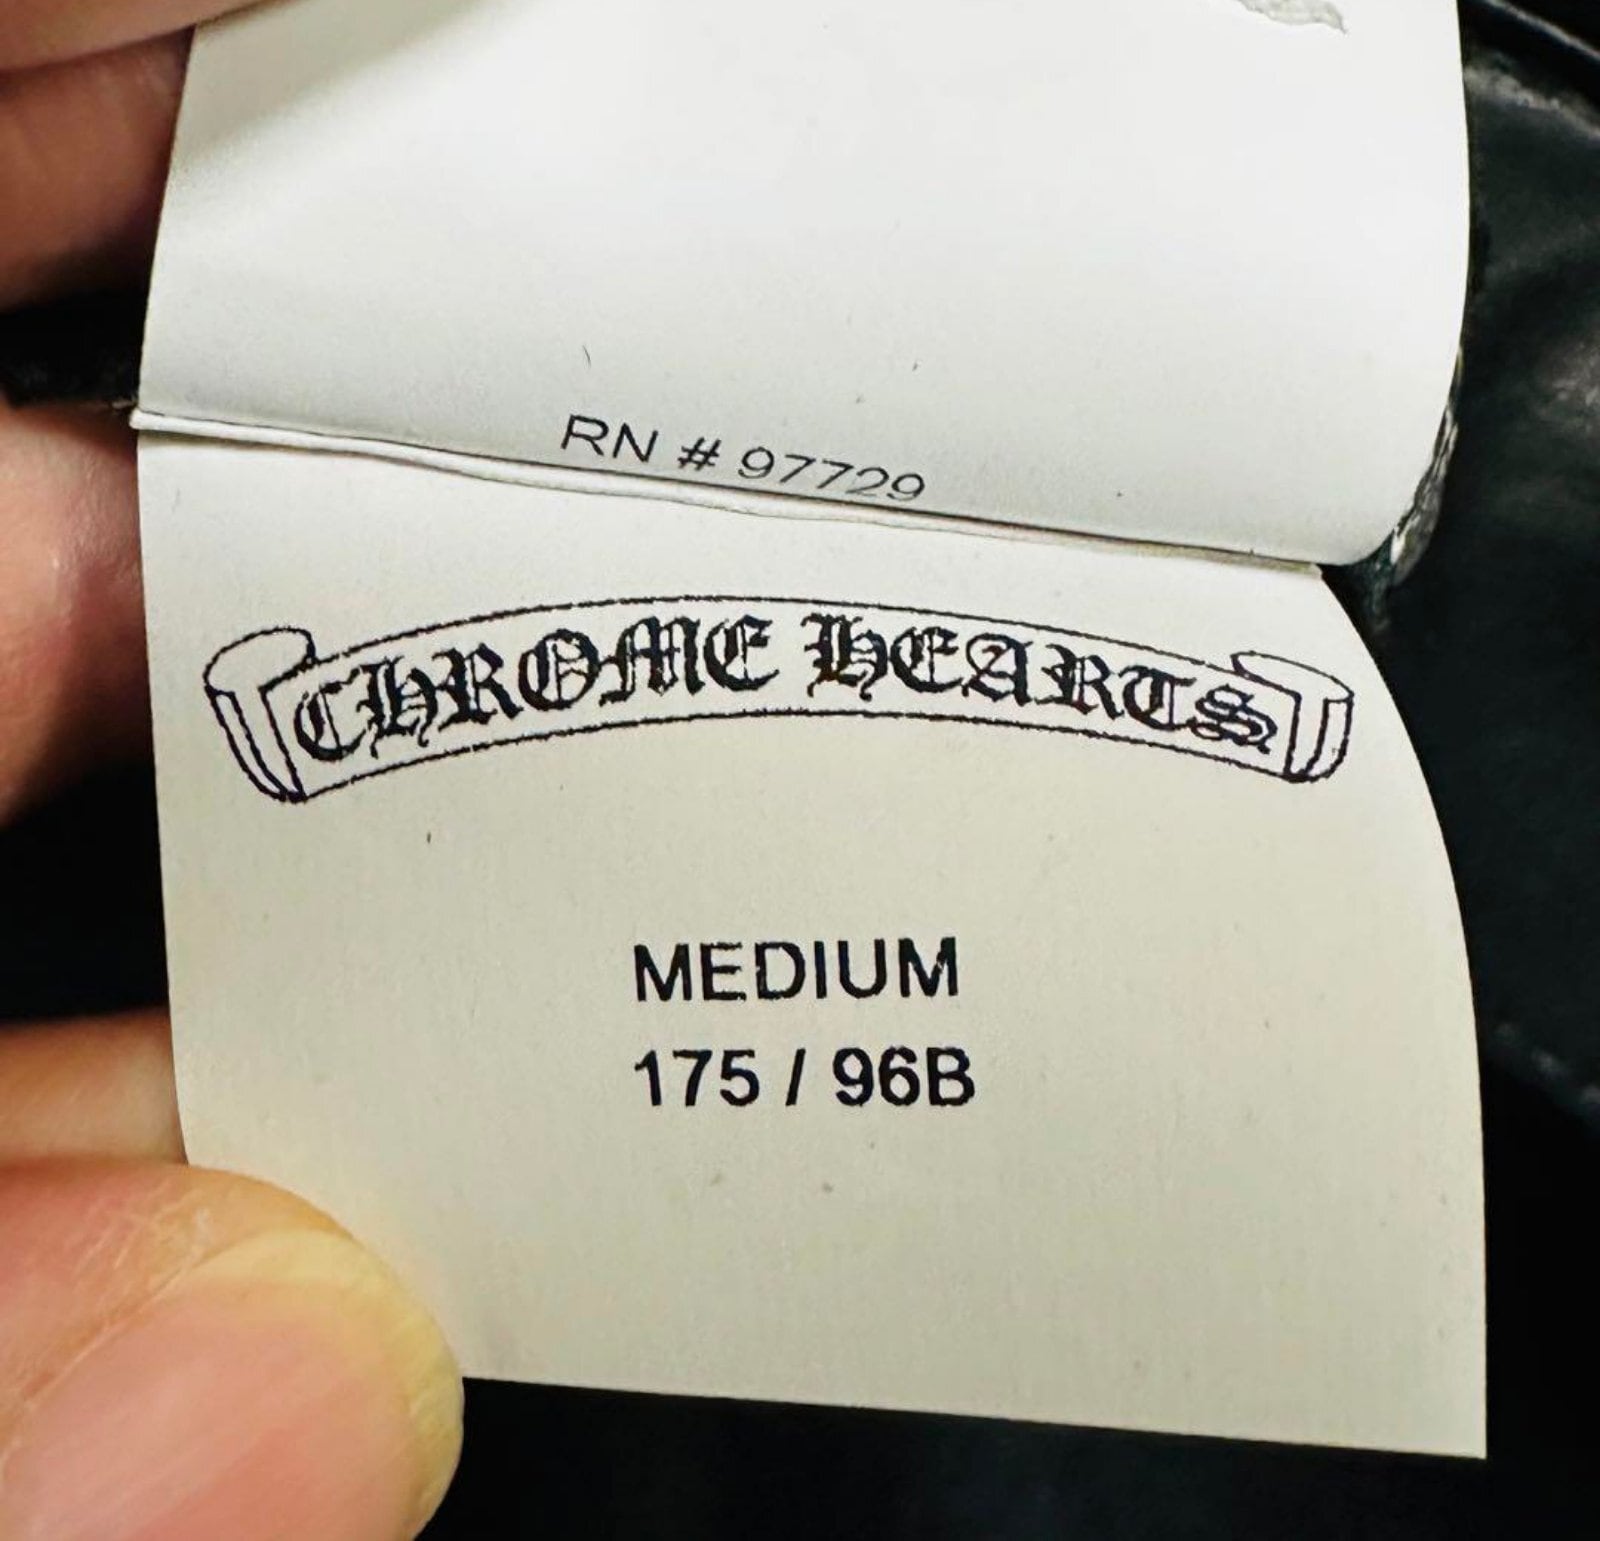 RN # 97729
CHROME HEARTS
MEDIUM
175 / 96B